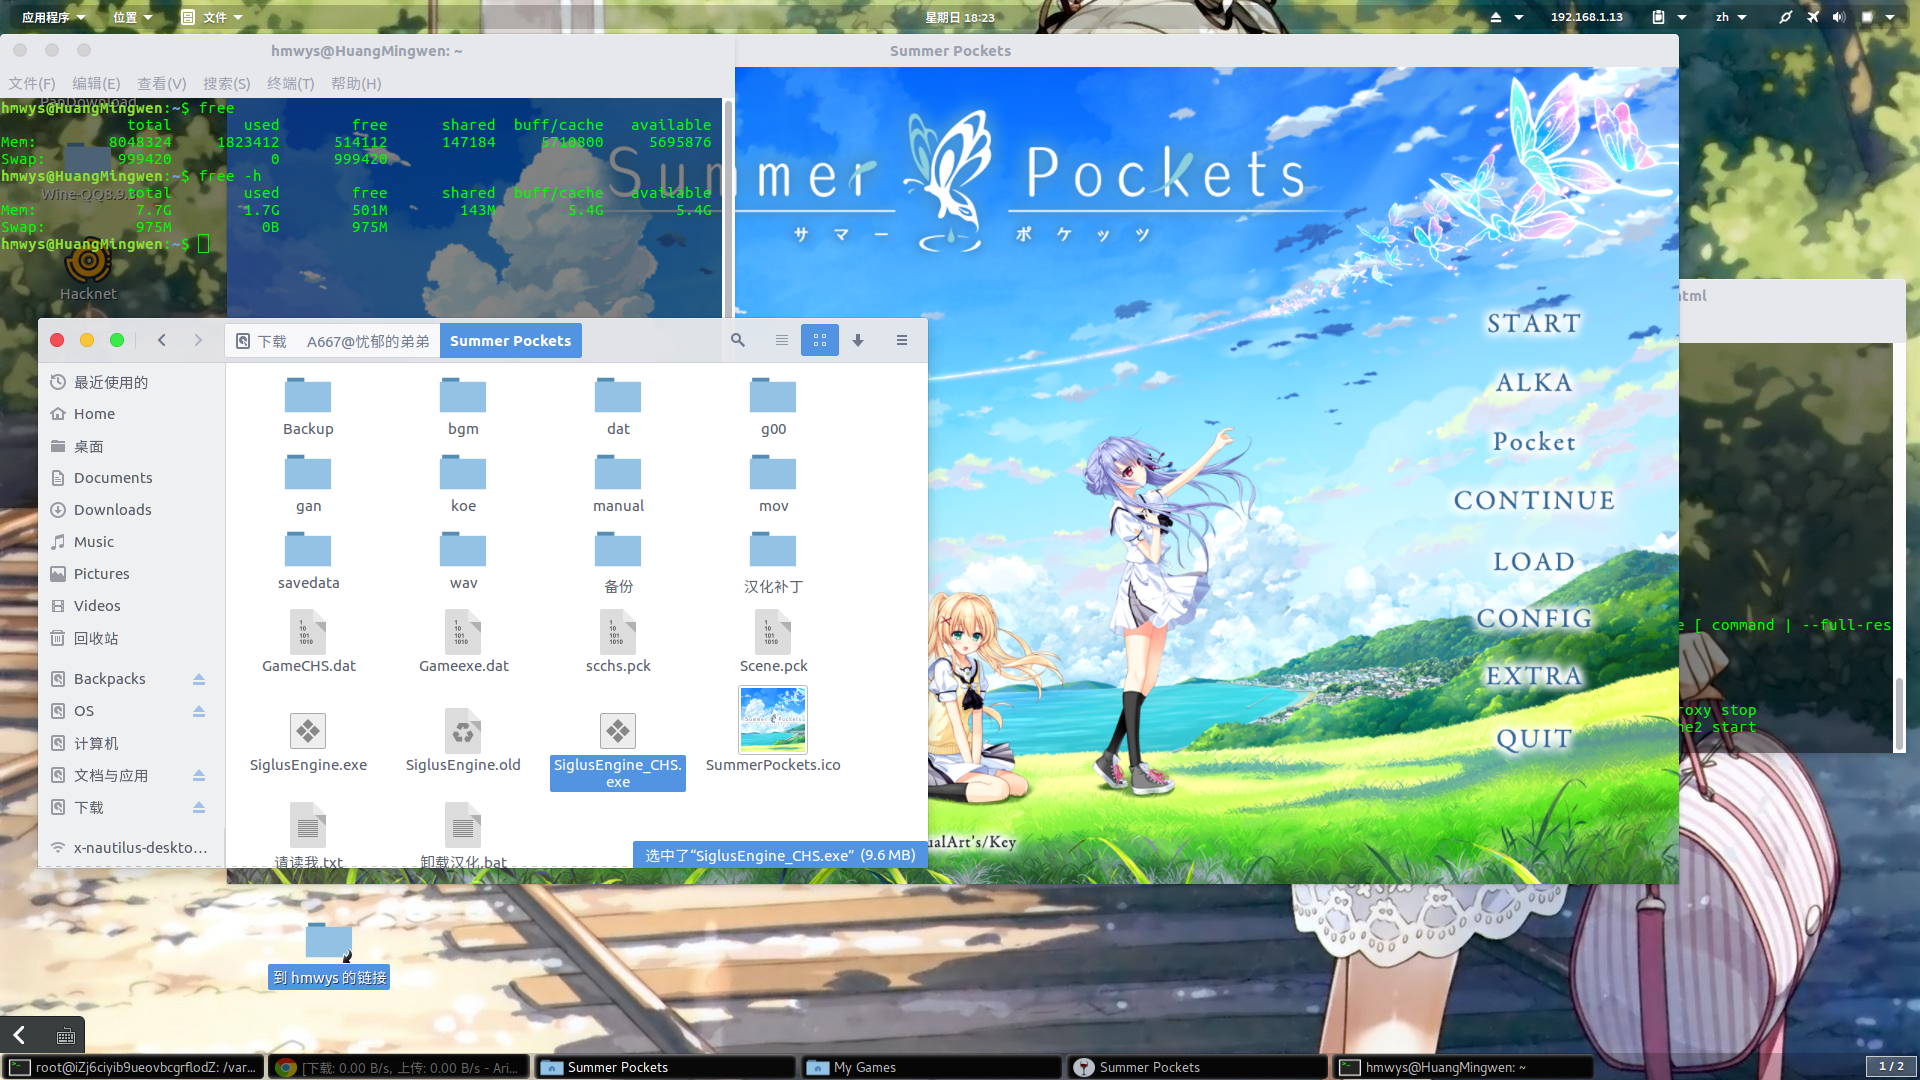 应用程序 位置 文件 星期日 18:23 192.168.1.13 zh
hmwys@HuangMingwen: ~
文件(F) 编辑(E) 查看(V) 搜索(S) 终端(T) 帮助(H)
PanDownload
hmwys@HuangMingwen:~$ free
total used free shared buff/cache available
Mem: 8048324 1823412 514112 147184 5710800 5695876
Swap: 999420 0 999420
hmwys@HuangMingwen:~$ free -h
Wine-QQ8.9.
total used free shared buff/cache available
Mem: 7.7G 1.7G 501M 143M 5.4G 5.4G
Swap: 975M 0B 975M
hmwys@HuangMingwen:~$
Hacknet
Summer Pockets
Summer Pockets
サマーポケッツ
START
ALKA
Pocket
CONTINUE
LOAD
CONFIG
EXTRA
QUIT
ualArt's/Key
html
e [ command | --full-res
roxy stop
ne2 start
下载 A667@忧郁的弟弟 Summer Pockets
最近使用的
Home
桌面
Documents
Downloads
Music
Pictures
Videos
回收站
Backpacks
OS
计算机
文档与应用
下载
x-nautilus-deskto...
Backup bgm dat g00
gan koe manual mov
savedata wav 备份 汉化补丁
GameCHS.dat Gameexe.dat scchs.pck Scene.pck
SiglusEngine.exe SiglusEngine.old SiglusEngine_CHS.exe SummerPockets.ico
请读我.txt 卸载汉化.bat
选中了“SiglusEngine_CHS.exe” (9.6 MB)
到 hmwys 的链接
root@iZj6ciyib9ueovbcgrflodZ: /var... [下载: 0.00 B/s, 上传: 0.00 B/s - Ari... Summer Pockets My Games Summer Pockets hmwys@HuangMingwen: ~ 1 / 2